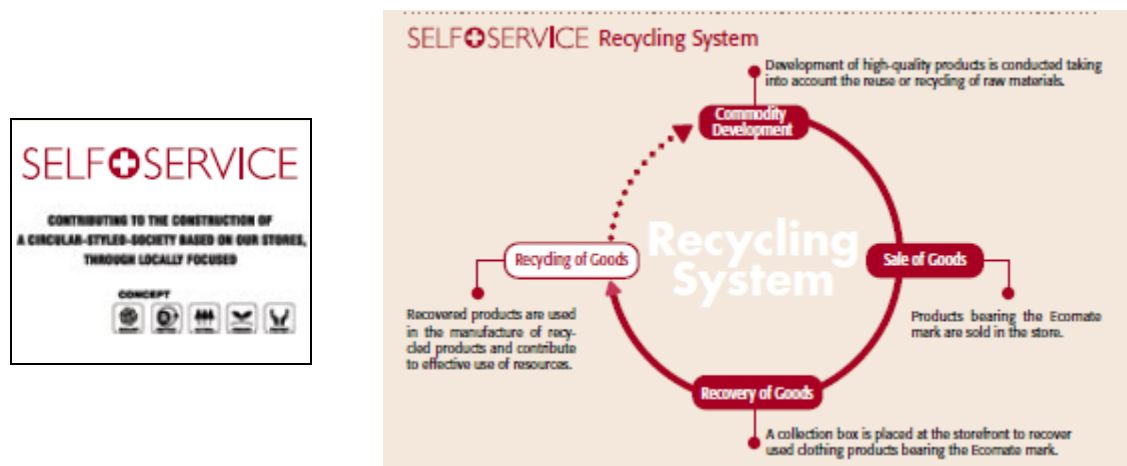 SELF SERVICE
CONTRIBUTING TO THE CONSTRUCTION OF
A CIRCULAR-STYLED-SOCIETY BASED ON OUR STORES,
THROUGH LOCALLY FOCUSED
CONCEPT
SELF SERVICE Recycling System
Development of high-quality products is conducted taking
into account the reuse or recycling of raw materials.
Commodity
Development
Recycling
System
Recycling of Goods
Sale of Goods
Recovered products are used
in the manufacture of recy-
cled products and contribute
to effective use of resources.
Products bearing the Ecomate
mark are sold in the store.
Recovery of Goods
A collection box is placed at the storefront to recover
used clothing products bearing the Ecomate mark.